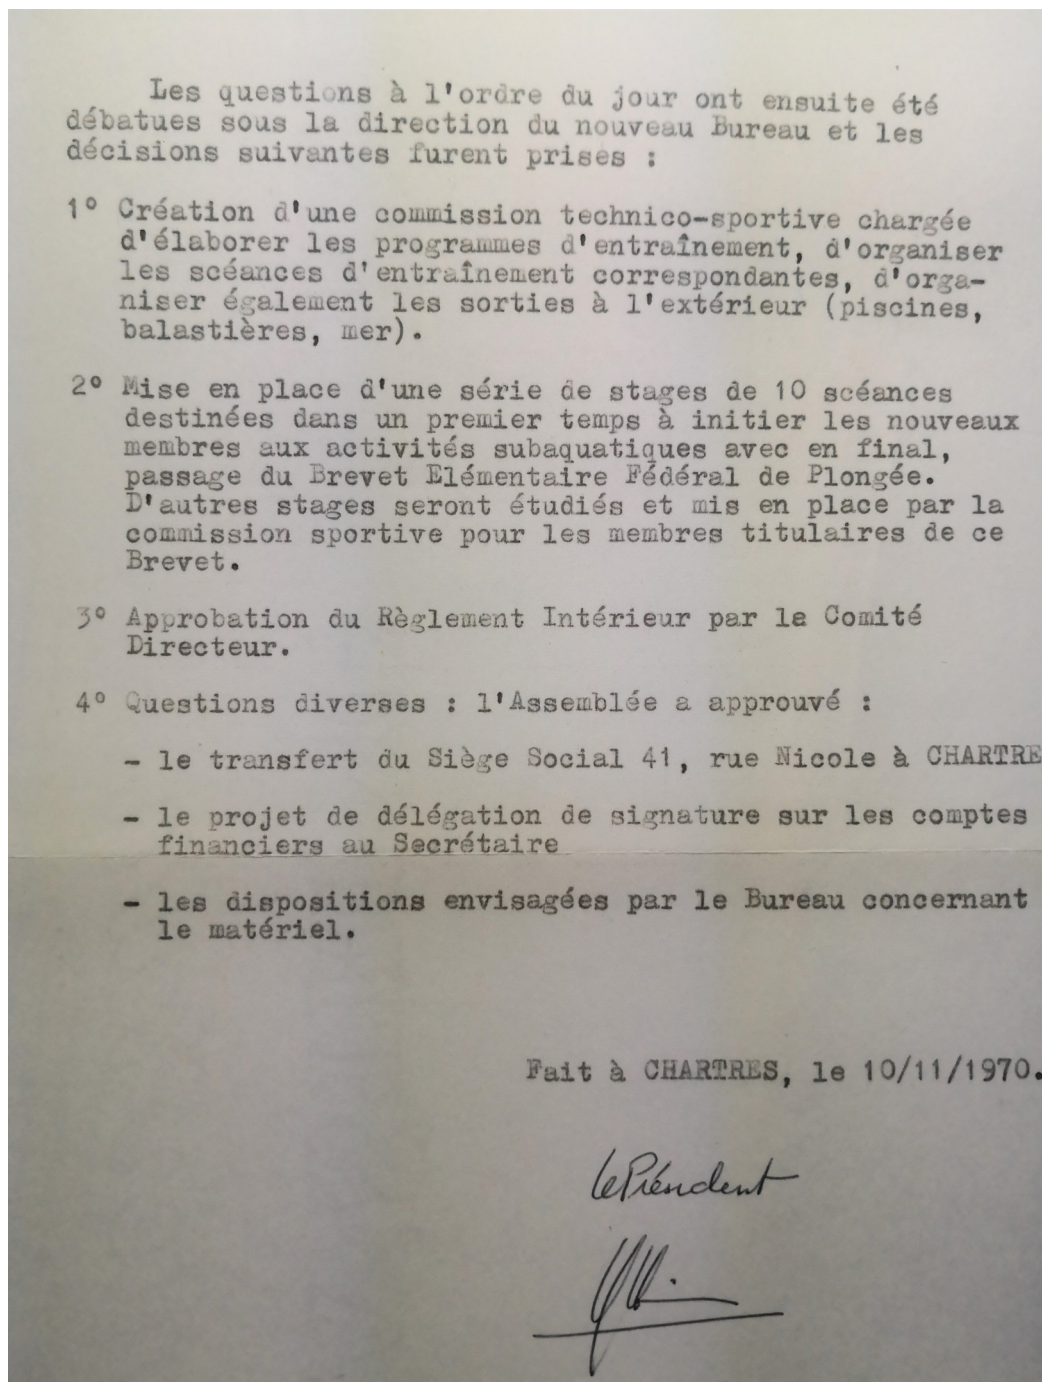 Les questions à l'ordre du jour ont ensuite été
débatues sous la direction du nouveau Bureau et les
décisions suivantes furent prises :
1° Création d'une commission technico-sportive chargée
d'élaborer les programmes d'entraînement, d'organiser
les scéances d'entraînement correspondantes, d'orga-
niser également les sorties à l'extérieur (piscines,
balastières, mer).
2° Mise en place d'une série de stages de 10 scéances
destinées dans un premier temps à initier les nouveaux
membres aux activités subaquatiques avec en final,
passage du Brevet Elémentaire Fédéral de Plongée.
D'autres stages seront étudiés et mis en place par la
commission sportive pour les membres titulaires de ce
Brevet.
3° Approbation du Règlement Intérieur par le Comité
Directeur.
4° Questions diverses : l'Assemblée a approuvé :
- le transfert du Siège Social 41, rue Nicole à CHARTRE
- le projet de délégation de signature sur les comptes
financiers au Secrétaire
- les dispositions envisagées par le Bureau concernant
le matériel.
Fait à CHARTRES, le 10/11/1970.
Le Président